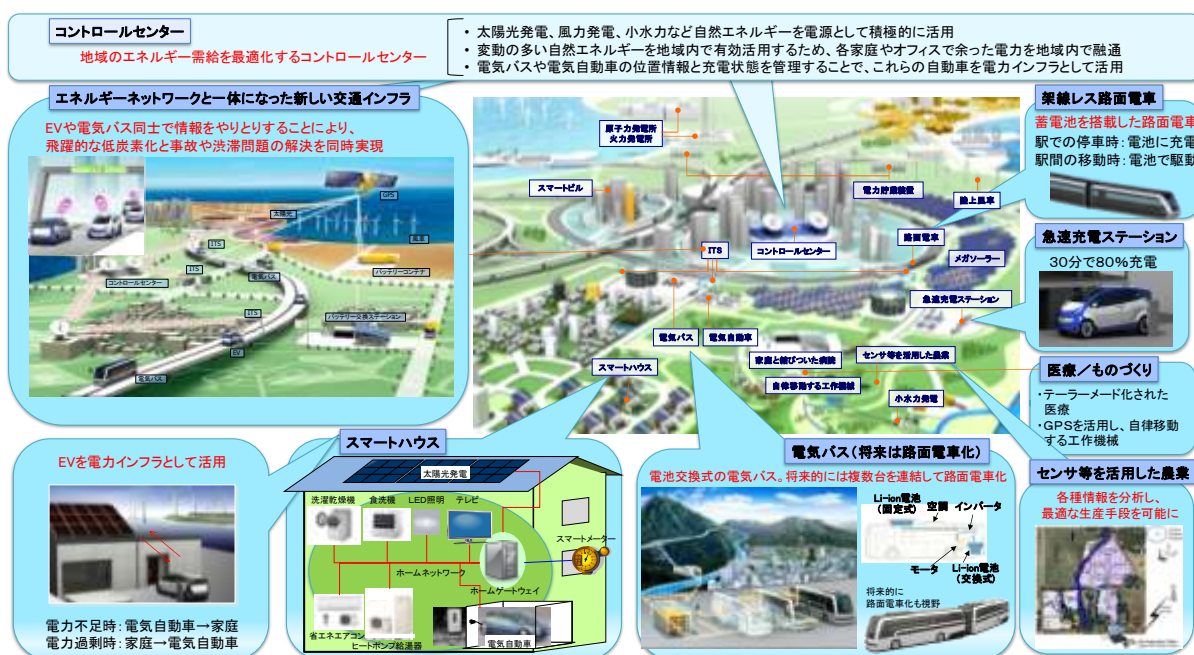 コントロールセンター
地域のエネルギー需給を最適化するコントロールセンター
・ 太陽光発電、風力発電、小水力など自然エネルギーを電源として積極的に活用
・ 変動の多い自然エネルギーを地域内で有効活用するため、各家庭やオフィスで余った電力を地域内で融通
・ 電気バスや電気自動車の位置情報と充電状態を管理することで、これらの自動車を電力インフラとして活用
エネルギーネットワークと一体になった新しい交通インフラ
EVや電気バス同士で情報をやりとりすることにより、
飛躍的な低炭素化と事故や渋滞問題の解決を同時実現
GPS
太陽光
風車
ITS
ITS
電気バス
コントロールセンター
バッテリーコンテナ
ITS
バッテリー交換ステーション
EV
電気バス
原子力発電所
火力発電所
スマートビル
電力貯蔵装置
陸上風車
ITS
コントロールセンター
路面電車
メガソーラー
急速充電ステーション
電気バス
電気自動車
家庭と結びついた病院
センサ等を活用した農業
スマートハウス
自律移動する工作機械
小水力発電
架線レス路面電車
蓄電池を搭載した路面電車
駅での停車時：電池に充電
駅間の移動時：電池で駆動
急速充電ステーション
30分で80％充電
医療／ものづくり
・テーラーメード化された
医療
・GPSを活用し、自律移動
する工作機械
センサ等を活用した農業
各種情報を分析し、
最適な生産手段を可能に
EVを電力インフラとして活用
電力不足時：電気自動車→家庭
電力過剰時：家庭→電気自動車
スマートハウス
太陽光発電
洗濯乾燥機
食洗機
LED照明
テレビ
スマートメーター
ホームネットワーク
ホームゲートウェイ
省エネエアコン
ヒートポンプ給湯器
電気自動車
電気バス（将来は路面電車化）
電池交換式の電気バス。将来的には複数台を連結して路面電車化
Li-ion電池
（固定式）
空調
インバータ
モータ
Li-ion電池
（交換式）
将来的に
路面電車化も視野